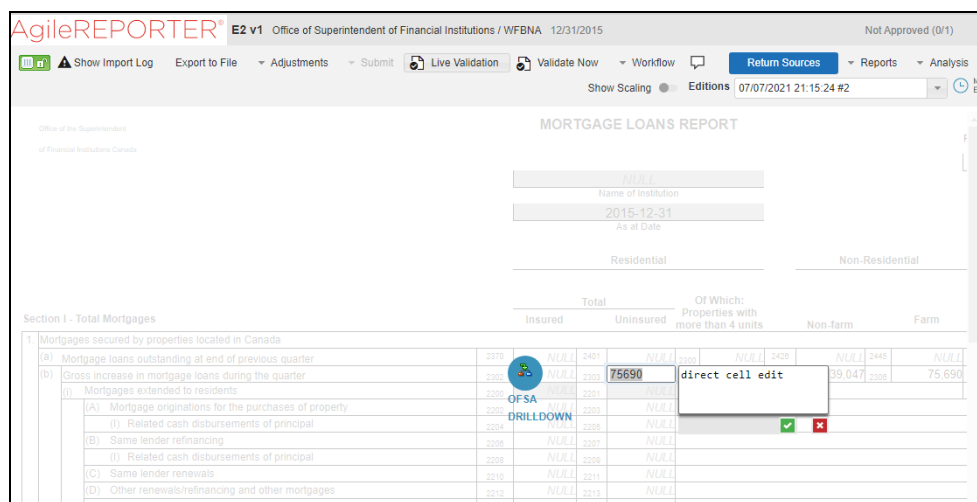 AgileREPORTER® E2 v1 Office of Superintendent of Financial Institutions / WFBNA 12/31/2015 Not Approved (0/1)
Show Import Log Export to File Adjustments Submit Live Validation Validate Now Workflow Return Sources Reports Analysis
Show Scaling Editions 07/07/2021 21:15:24 #2
Office of the Superintendent
of Financial Institutions Canada
MORTGAGE LOANS REPORT
NULL
Name of Institution
2015-12-31
As at Date
Residential Non-Residential
Total Of Which:
Properties with
more than 4 units
Section I - Total Mortgages Insured Uninsured Non-farm Farm
1. Mortgages secured by properties located in Canada
(a) Mortgage loans outstanding at end of previous quarter 2370 NULL 2401 NULL 2300 NULL 2425 NULL 2445 NULL
(b) Gross increase in mortgage loans during the quarter 2302 NULL 2303 75690 direct cell edit 39,047 2308 75,690
(i) Mortgages extended to residents 2200 NULL 2201
OFSA
DRILLDOWN
(A) Mortgage originations for the purchases of property 2202 NULL 2203 NULL
(I) Related cash disbursements of principal 2204 NULL 2205 NULL
(B) Same lender refinancing 2206 NULL 2207 NULL
(I) Related cash disbursements of principal 2208 NULL 2209 NULL
(C) Same lender renewals 2210 NULL 2211 NULL
(D) Other renewals/refinancing and other mortgages 2212 NULL 2213 NULL